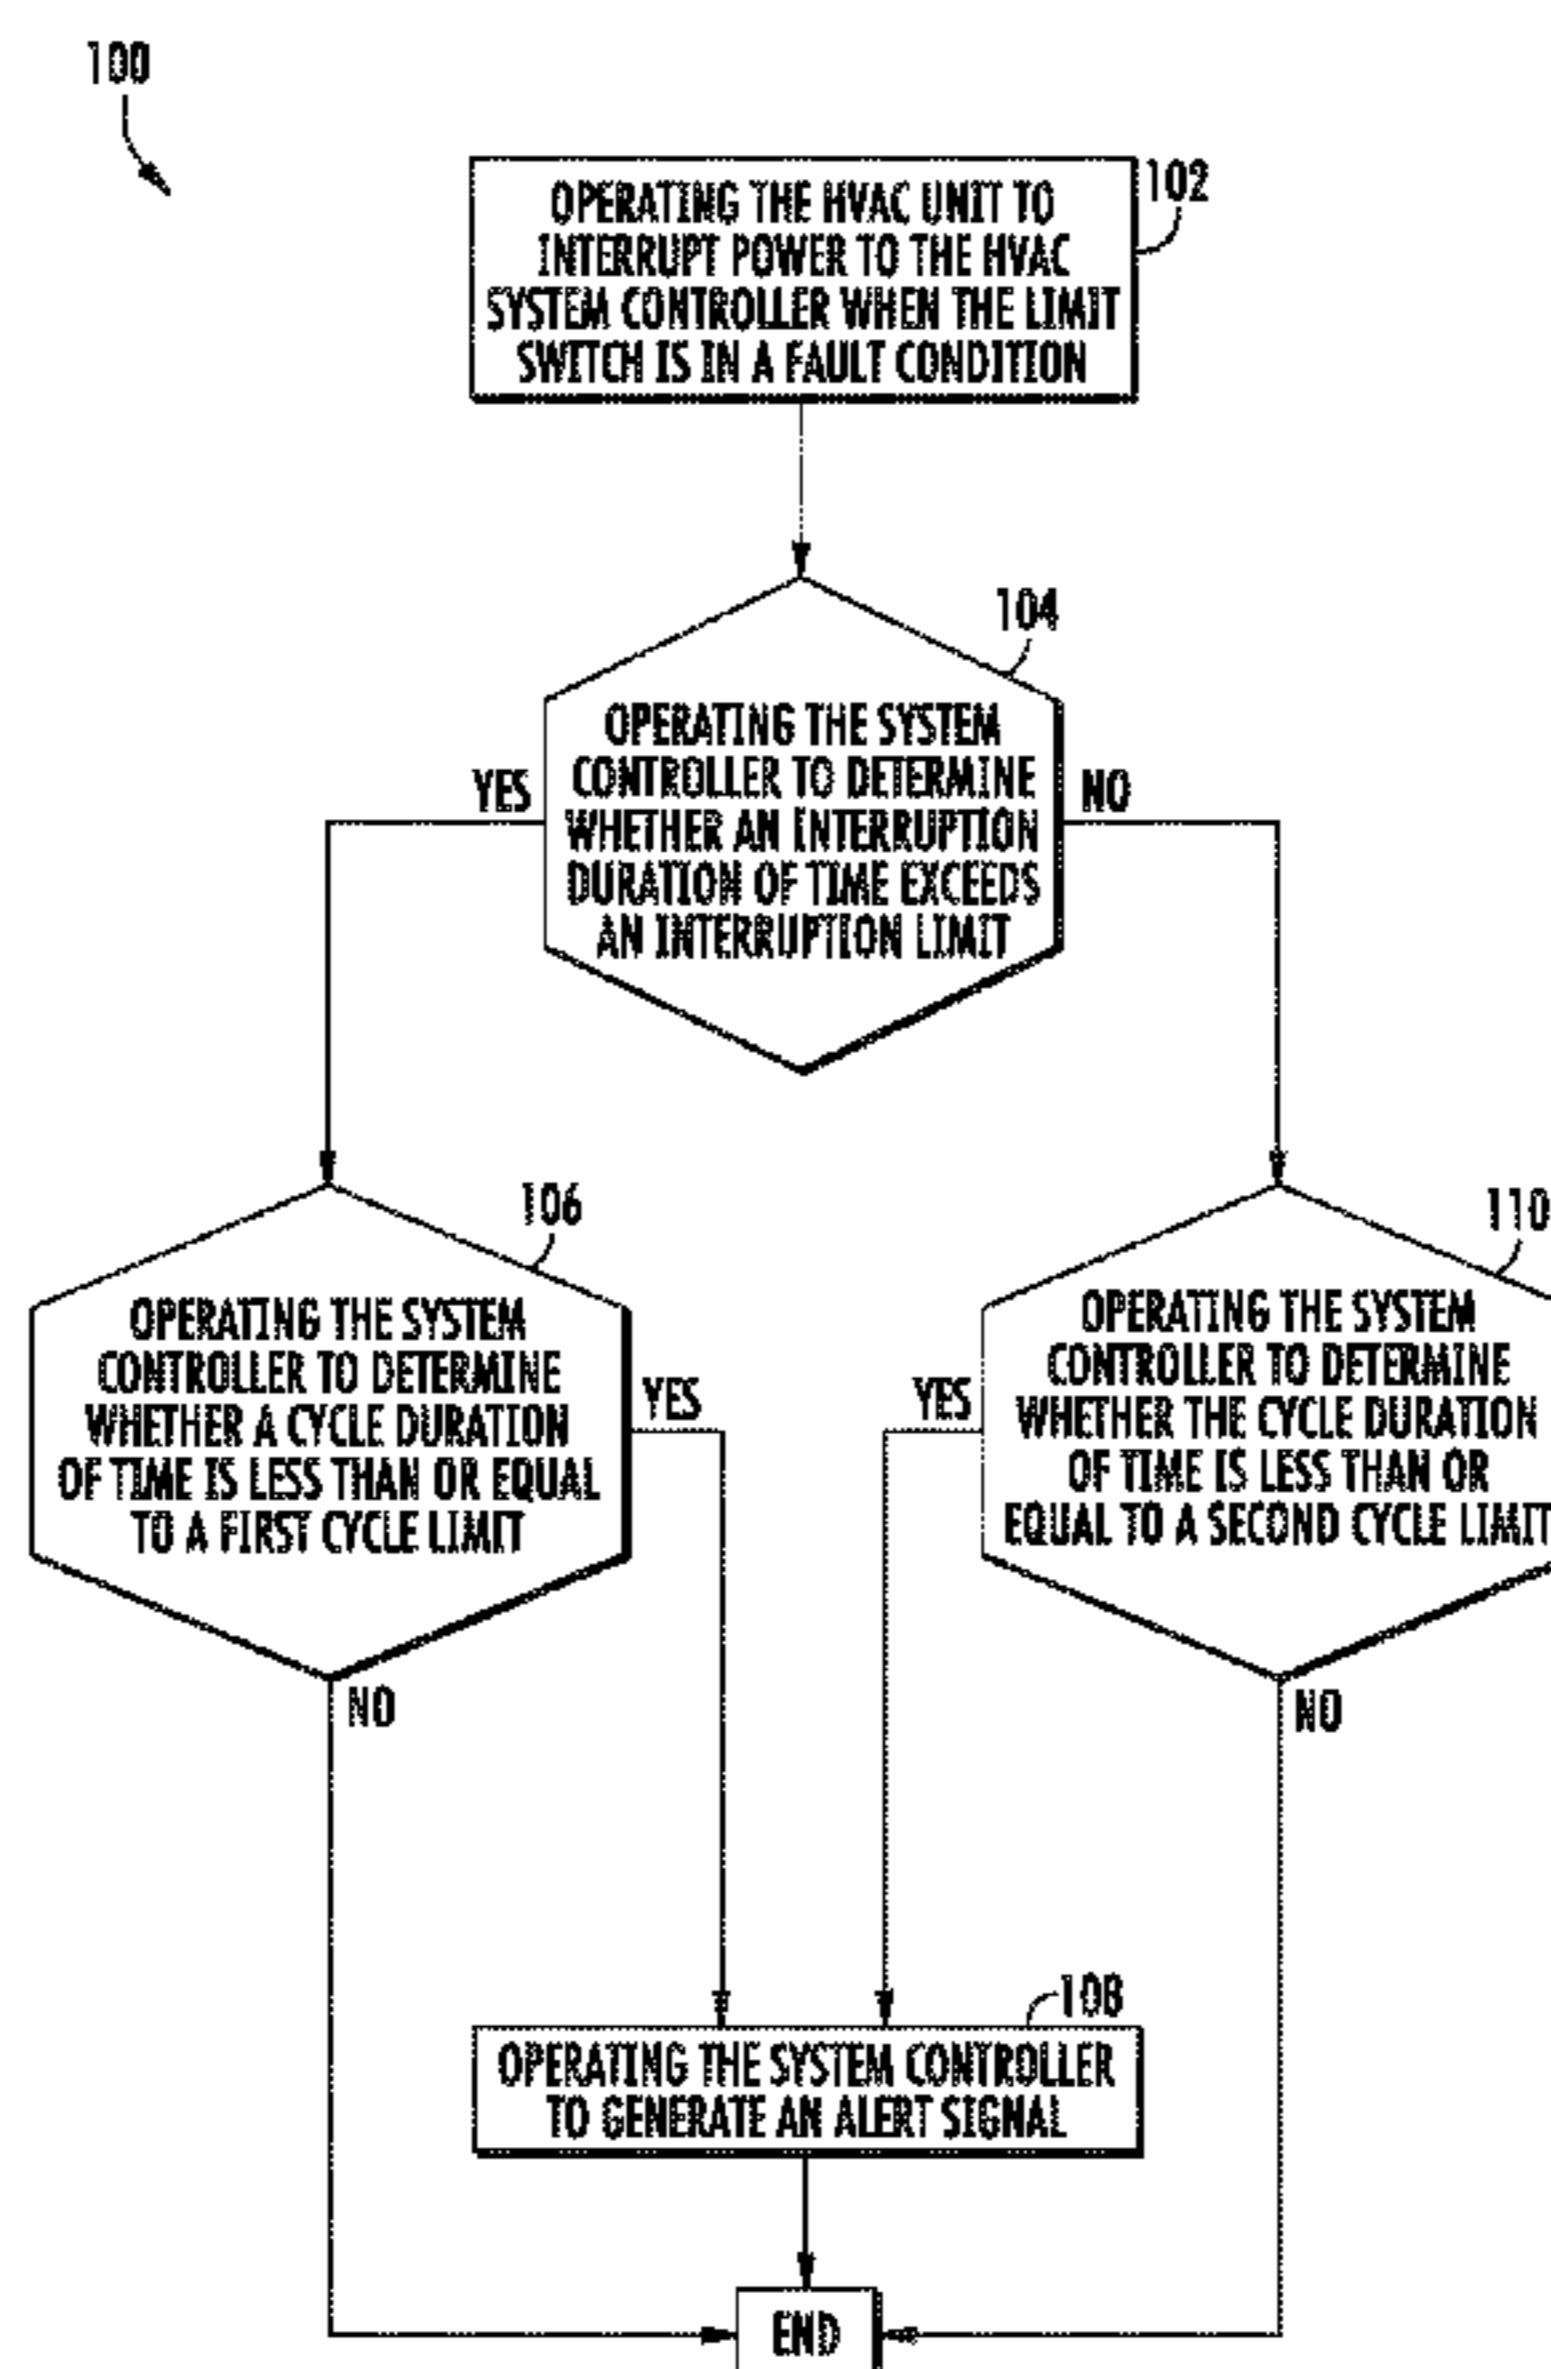 100
102
OPERATING THE HVAC UNIT TO
INTERRUPT POWER TO THE HVAC
SYSTEM CONTROLLER WHEN THE LIMIT
SWITCH IS IN A FAULT CONDITION
104
OPERATING THE SYSTEM
CONTROLLER TO DETERMINE
WHETHER AN INTERRUPTION
DURATION OF TIME EXCEEDS
AN INTERRUPTION LIMIT
YES
NO
106
OPERATING THE SYSTEM
CONTROLLER TO DETERMINE
WHETHER A CYCLE DURATION
OF TIME IS LESS THAN OR EQUAL
TO A FIRST CYCLE LIMIT
YES
NO
110
OPERATING THE SYSTEM
CONTROLLER TO DETERMINE
WHETHER THE CYCLE DURATION
OF TIME IS LESS THAN OR
EQUAL TO A SECOND CYCLE LIMIT
YES
NO
108
OPERATING THE SYSTEM CONTROLLER
TO GENERATE AN ALERT SIGNAL
END